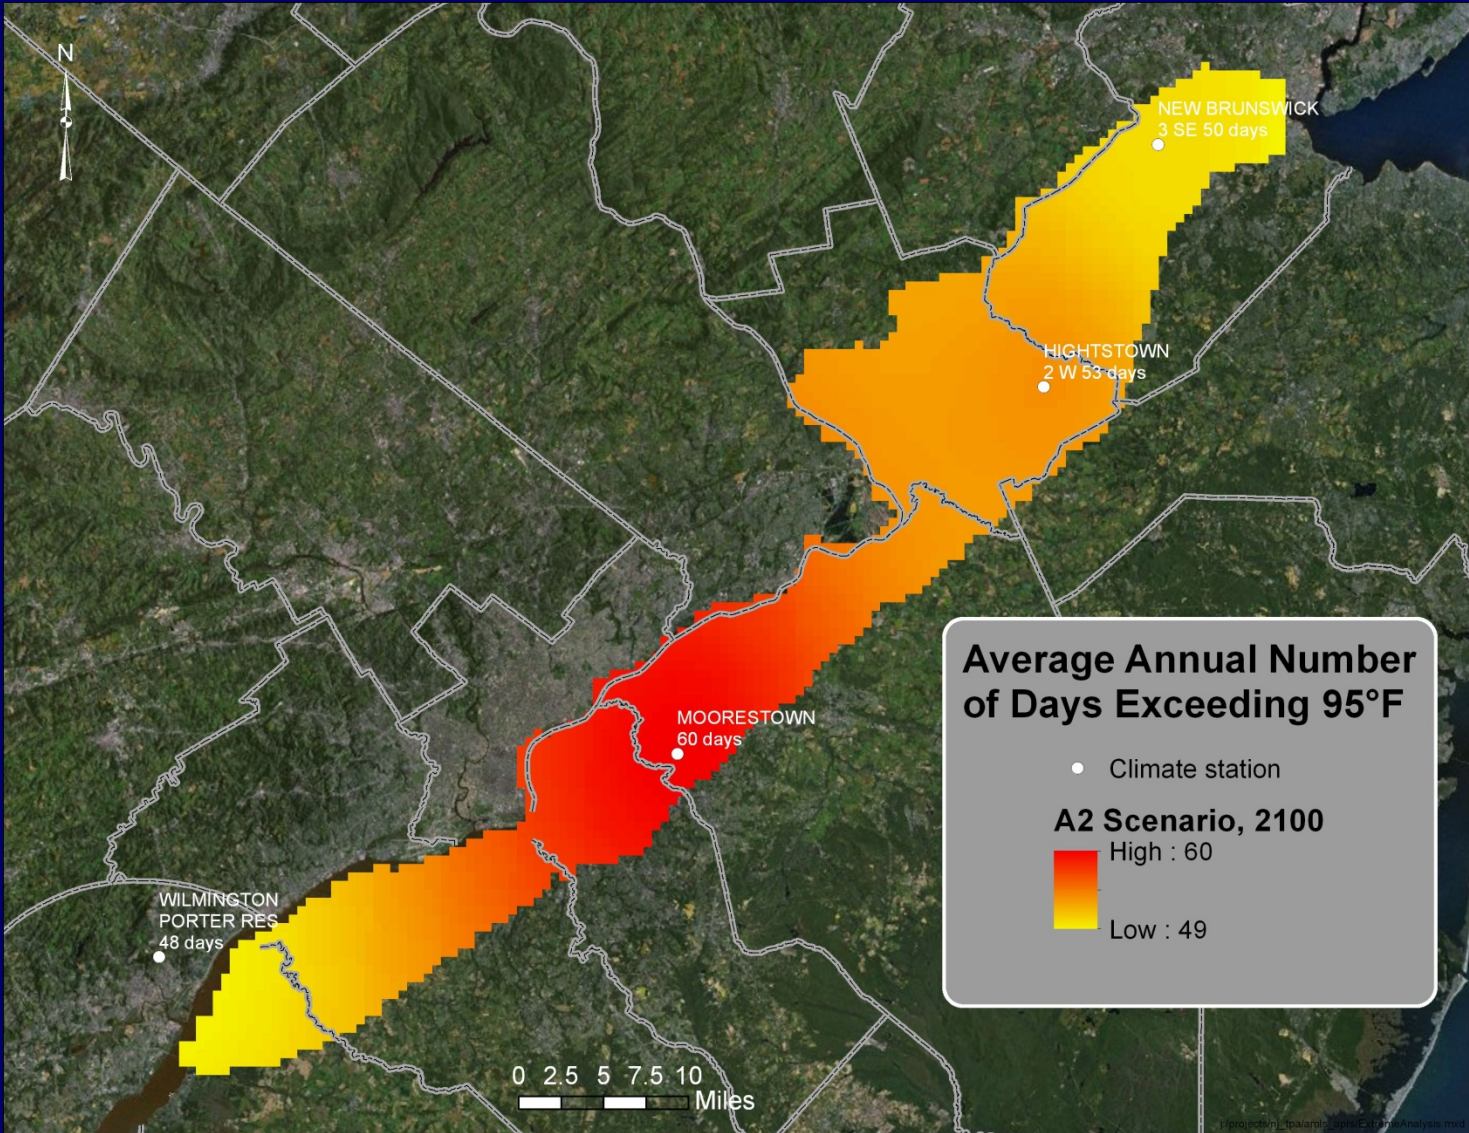 N
NEW BRUNSWICK
3 SE 50 days
HIGHTSTOWN
2 W 53 days
MOORESTOWN
60 days
WILMINGTON
PORTER RES
48 days
Average Annual Number
of Days Exceeding 95°F
Climate station
A2 Scenario, 2100
High : 60
Low : 49
0 2.5 5 7.5 10
Miles